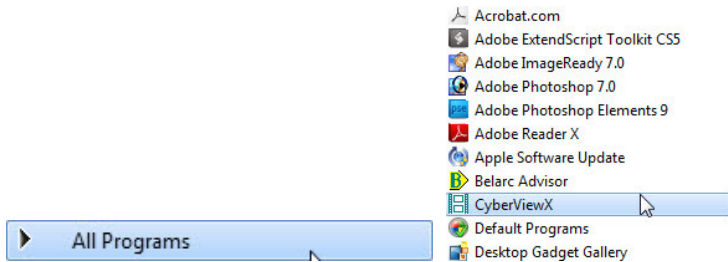 All Programs
Acrobat.com
Adobe ExtendScript Toolkit CS5
Adobe ImageReady 7.0
Adobe Photoshop 7.0
pse
Adobe Photoshop Elements 9
Adobe Reader X
Apple Software Update
Belarc Advisor
CyberViewX
Default Programs
Desktop Gadget Gallery